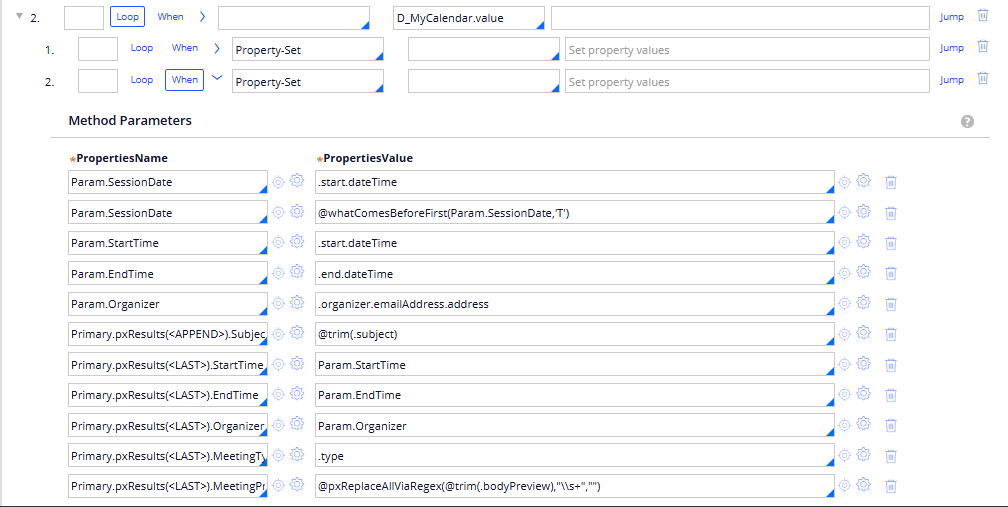 2. Loop When D_MyCalendar.value Jump
1. Loop When Property-Set Set property values Jump
2. Loop When Property-Set Set property values Jump
Method Parameters ?
*PropertiesName *PropertiesValue
Param.SessionDate .start.dateTime
Param.SessionDate @whatComesBeforeFirst(Param.SessionDate,'T')
Param.StartTime .start.dateTime
Param.EndTime .end.dateTime
Param.Organizer .organizer.emailAddress.address
Primary.pxResults(<APPEND>).Subjec @trim(.subject)
Primary.pxResults(<LAST>).StartTime Param.StartTime
Primary.pxResults(<LAST>).EndTime Param.EndTime
Primary.pxResults(<LAST>).Organizer Param.Organizer
Primary.pxResults(<LAST>).MeetingTy .type
Primary.pxResults(<LAST>).MeetingPr @pxReplaceAllViaRegex(@trim(.bodyPreview),"\\s+","")